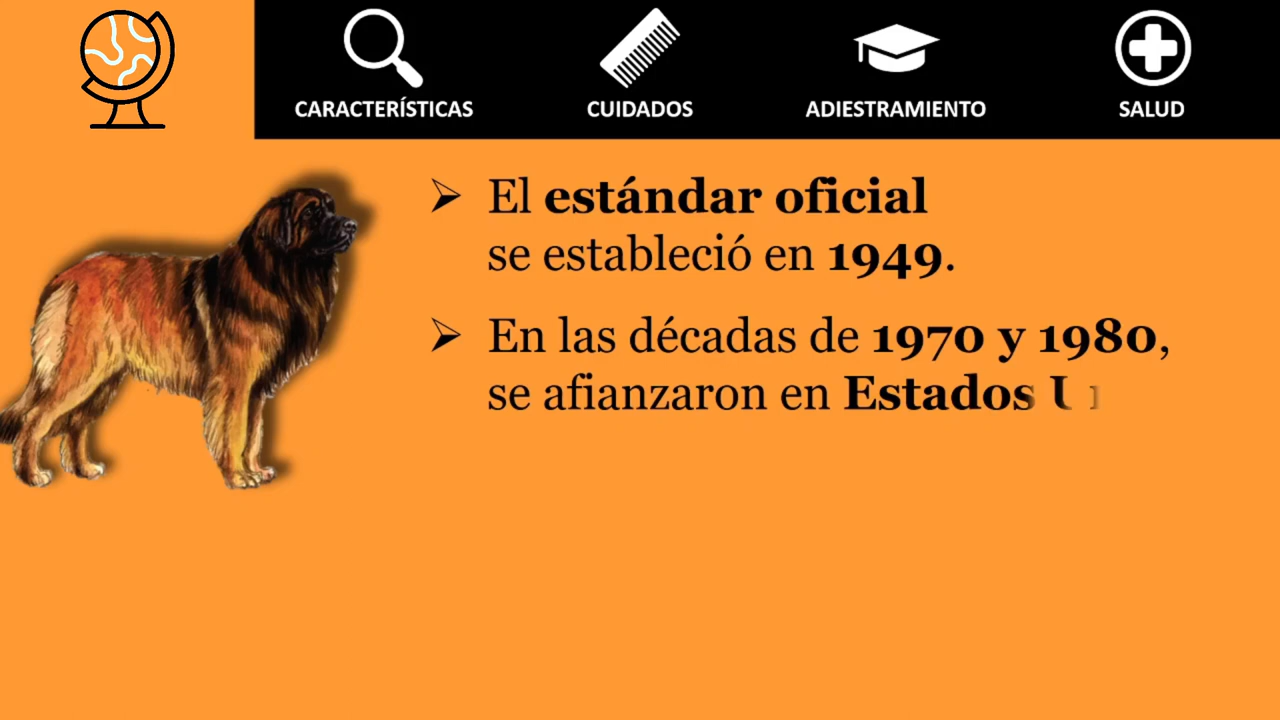 CARACTERÍSTICAS
CUIDADOS
ADIESTRAMIENTO
SALUD
El estándar oficial
se estableció en 1949.
En las décadas de 1970 y 1980,
se afianzaron en Estados